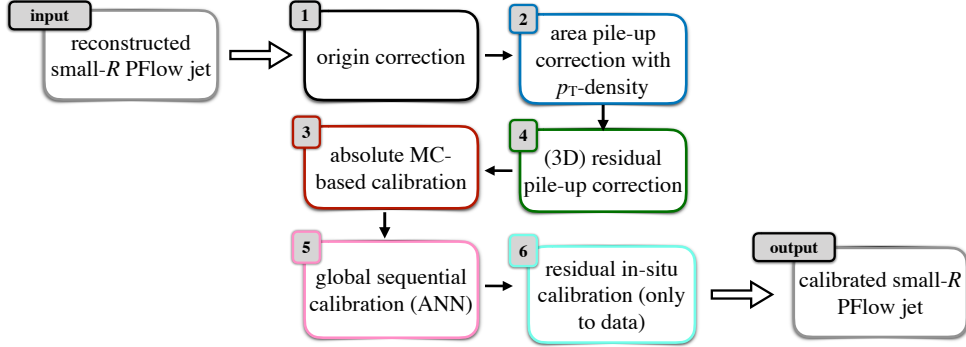 input
reconstructed
small-R PFlow jet
1
origin correction
2
area pile-up
correction with
pT-density
3
absolute MC-
based calibration
4
(3D) residual
pile-up correction
5
global sequential
calibration (ANN)
6
residual in-situ
calibration (only
to data)
output
calibrated small-R
PFlow jet